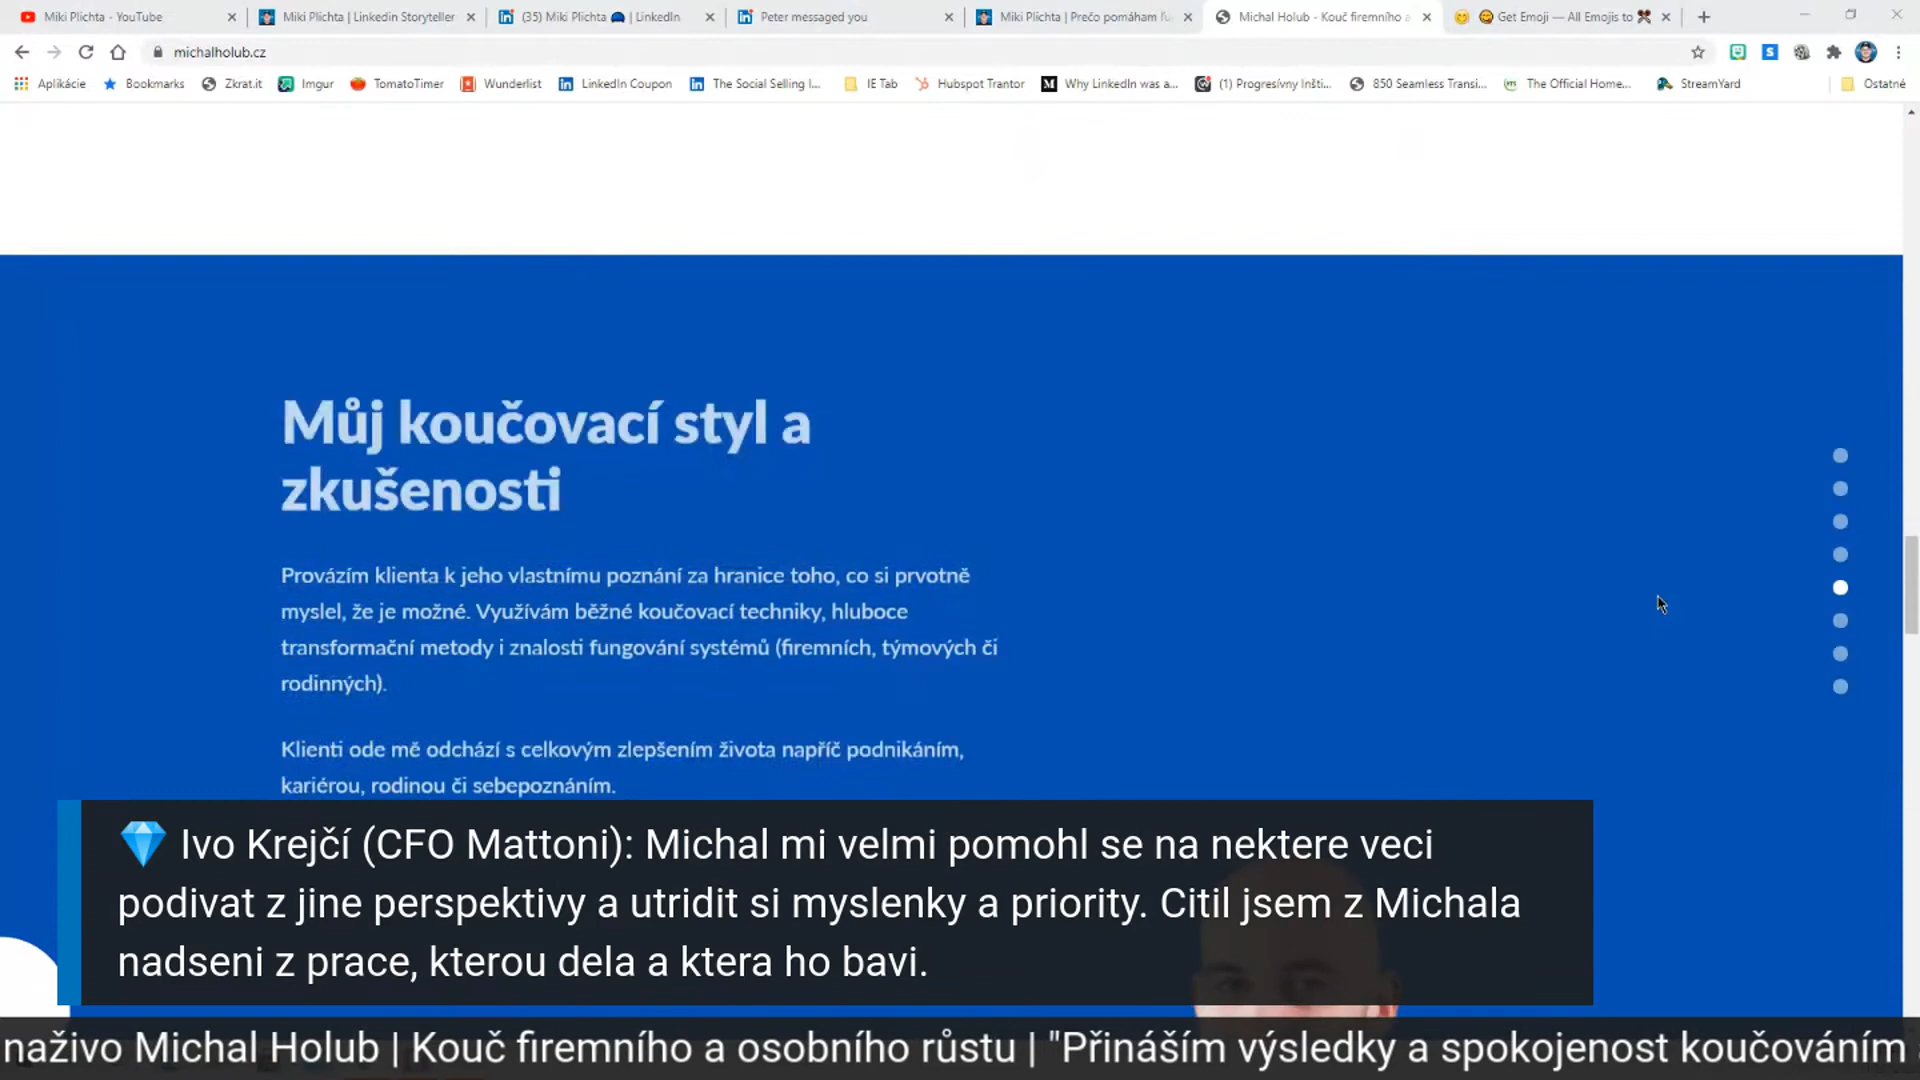 Miki Plichta - YouTube
Miki Plichta | Linkedin Storyteller
(35) Miki Plichta | LinkedIn
Peter messaged you
Miki Plichta | Prečo pomáham
Michal Holub - Kouč firemního
Get Emoji — All Emojis to
michalholub.cz
Aplikácie
Bookmarks
Zkrat.it
Imgur
TomatoTimer
Wunderlist
LinkedIn Coupon
The Social Selling I...
IE Tab
Hubspot Trantor
Why LinkedIn was a...
(1) Progresívny Inšti...
850 Seamless Transi...
The Official Home...
StreamYard
Ostatné
Můj koučovací styl a
zkušenosti
Provázím klienta k jeho vlastnímu poznání za hranice toho, co si prvotně
myslel, že je možné. Využívám běžné koučovací techniky, hluboce
transformační metody i znalosti fungování systémů (firemních, týmových či
rodinných).
Klienti ode mě odchází s celkovým zlepšením života napříč podnikáním,
kariérou, rodinou či sebepoznáním.
💎 Ivo Krejčí (CFO Mattoni): Michal mi velmi pomohl se na nektere veci
podivat z jine perspektivy a utridit si myslenky a priority. Citil jsem z Michala
nadseni z prace, kterou dela a ktera ho bavi.
naživo Michal Holub | Kouč firemního a osobního růstu | "Přináším výsledky a spokojenost koučováním